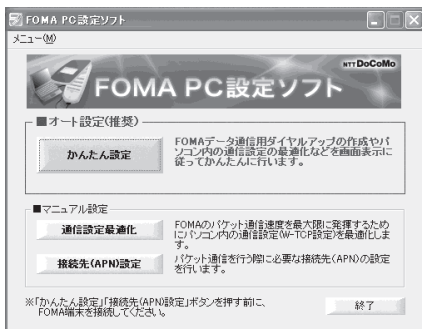 FOMA PC設定ソフト
メニュー(M)
NTT DoCoMo
FOMA PC設定ソフト
■オート設定(推奨)
かんたん設定
FOMAデータ通信用ダイヤルアップの作成やパ
ソコン内の通信設定の最適化などを画面表示に
従ってかんたんに行います。
■マニュアル設定
通信設定最適化
FOMAのパケット通信速度を最大限に発揮するため
にパソコン内の通信設定(W-TCP設定)を最適化しま
す。
接続先(APN)設定
パケット通信を行う際に必要な接続先(APN)の設定
を行います。
※「かんたん設定」「接続先(APN)
設定」ボタンを押す前に、
FOMA端末を接続してください。
終了